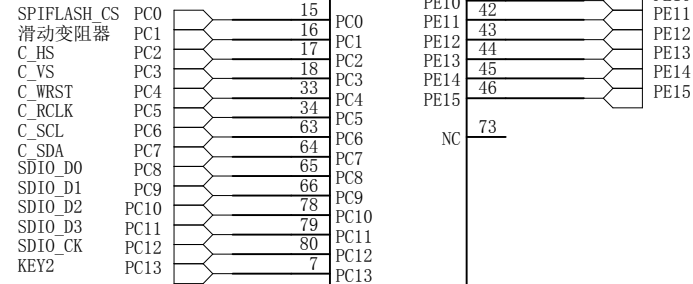 SPIFLASH_CS PC0 15 PC0
滑动变阻器 PC1 16 PC1
C_HS PC2 17 PC2
C_VS PC3 18 PC3
C_WRST PC4 33 PC4
C_RCLK PC5 34 PC5
C_SCL PC6 63 PC6
C_SDA PC7 64 PC7
SDIO_D0 PC8 65 PC8
SDIO_D1 PC9 66 PC9
SDIO_D2 PC10 78 PC10
SDIO_D3 PC11 79 PC11
SDIO_CK PC12 80 PC12
KEY2 PC13 7 PC13
PE10
PE11 42 PE11
PE12 43 PE12
PE13 44 PE13
PE14 45 PE14
PE15 46 PE15
NC 73